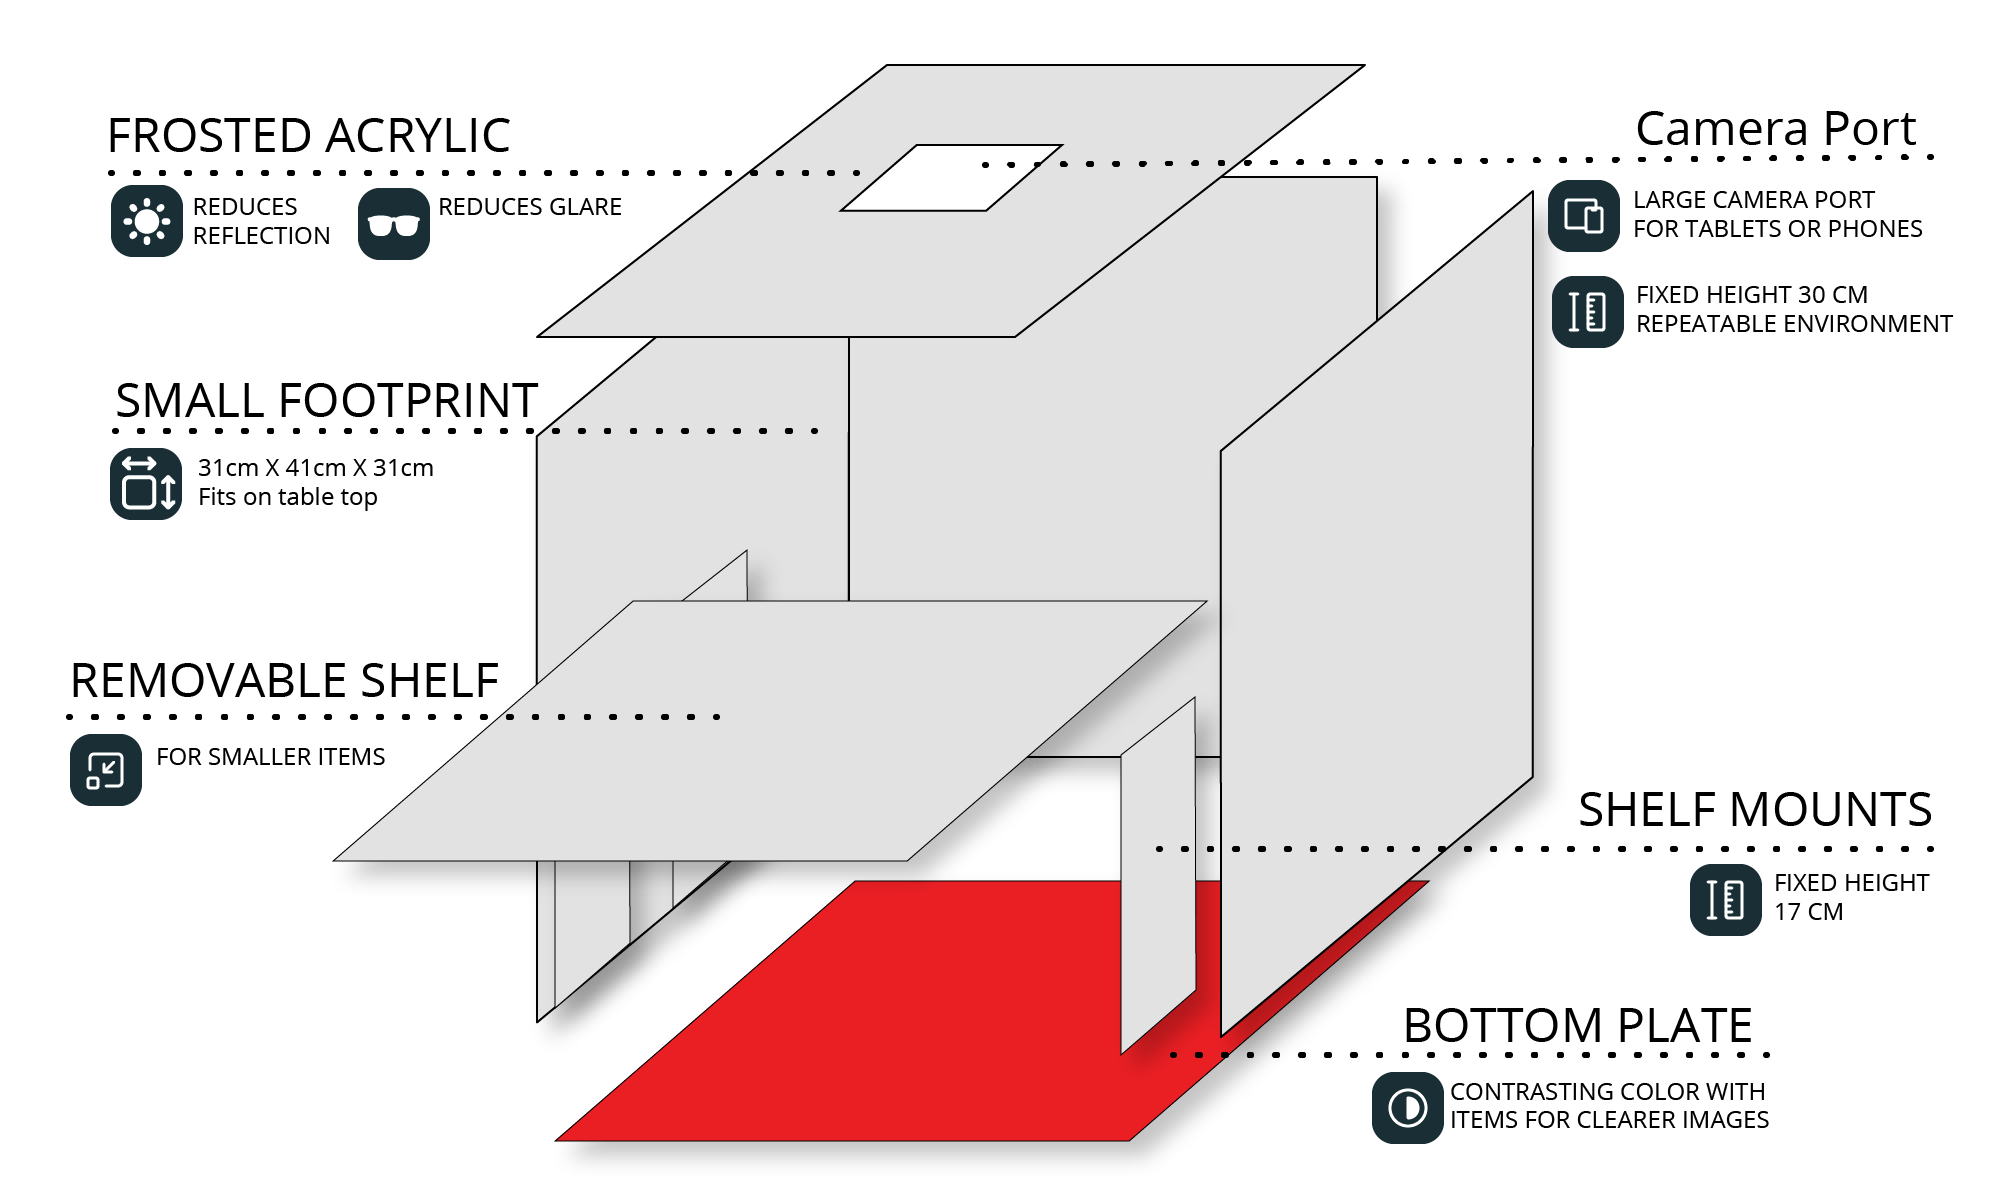 FROSTED ACRYLIC
REDUCES
REFLECTION
REDUCES GLARE
Camera Port
LARGE CAMERA PORT
FOR TABLETS OR PHONES
FIXED HEIGHT 30 CM
REPEATABLE ENVIRONMENT
SMALL FOOTPRINT
31cm X 41cm X 31cm
Fits on table top
REMOVABLE SHELF
FOR SMALLER ITEMS
SHELF MOUNTS
FIXED HEIGHT
17 CM
BOTTOM PLATE
CONTRASTING COLOR WITH
ITEMS FOR CLEARER IMAGES